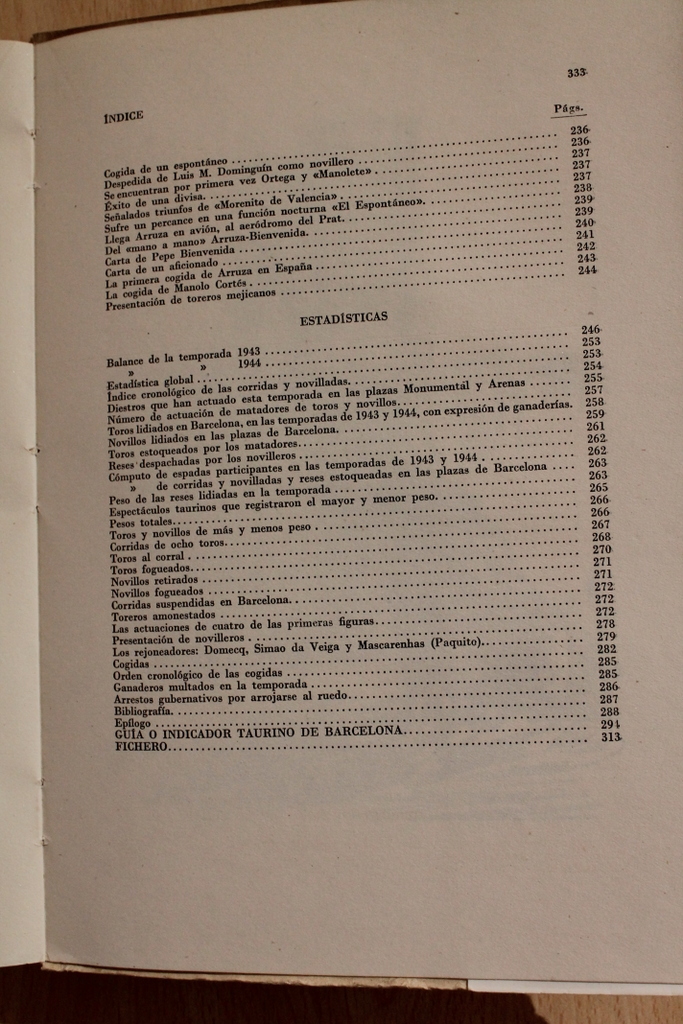 333
ÍNDICE
Págs.
Cogida de un espontáneo ........ 236
Despedida de Luis M. Dominguín como novillero ........ 236
Se encuentran por primera vez Ortega y «Manolete» ........ 237
Éxito de una divisa ........ 237
Señalados triunfos de «Morenito de Valencia» ........ 237
Sufre un percance en una función nocturna «El Espontáneo» ........ 238
Llega Arruza en avión, al aeródromo del Prat ........ 239
Del «mano a mano» Arruza-Bienvenida ........ 239
Carta de Pepe Bienvenida ........ 240
Carta de un aficionado ........ 241
La primera cogida de Arruza en España ........ 242
La cogida de Manolo Cortés ........ 243
Presentación de toreros mejicanos ........ 244
ESTADÍSTICAS
Balance de la temporada 1943 ........ 246
» » 1944 ........ 253
Estadística global ........ 253
Índice cronológico de las corridas y novilladas ........ 254
Diestros que han actuado esta temporada en las plazas Monumental y Arenas ........ 255
Número de actuación de matadores de toros y novillos ........ 257
Toros lidiados en Barcelona, en las temporadas de 1943 y 1944, con expresión de ganaderías. 258
Novillos lidiados en las plazas de Barcelona ........ 259
Toros estoqueados por los matadores ........ 261
Reses despachadas por los novilleros ........ 262
Cómputo de espadas participantes en las temporadas de 1943 y 1944 ........ 262
» de corridas y novilladas y reses estoqueadas en las plazas de Barcelona .... 263
Peso de las reses lidiadas en la temporada ........ 263
Espectáculos taurinos que registraron el mayor y menor peso ........ 265
Pesos totales ........ 266
Toros y novillos de más y menos peso ........ 266
Corridas de ocho toros ........ 267
Toros al corral ........ 268
Toros fogueados ........ 270
Novillos retirados ........ 271
Novillos fogueados ........ 271
Corridas suspendidas en Barcelona ........ 272
Toreros amonestados ........ 272
Las actuaciones de cuatro de las primeras figuras ........ 272
Presentación de novilleros ........ 278
Los rejoneadores: Domecq, Simao da Veiga y Mascarenhas (Paquito) ........ 279
Cogidas ........ 282
Orden cronológico de las cogidas ........ 285
Ganaderos multados en la temporada ........ 285
Arrestos gubernativos por arrojarse al ruedo ........ 286
Bibliografía ........ 287
Epílogo ........ 288
GUÍA O INDICADOR TAURINO DE BARCELONA ........ 291
FICHERO ........ 313